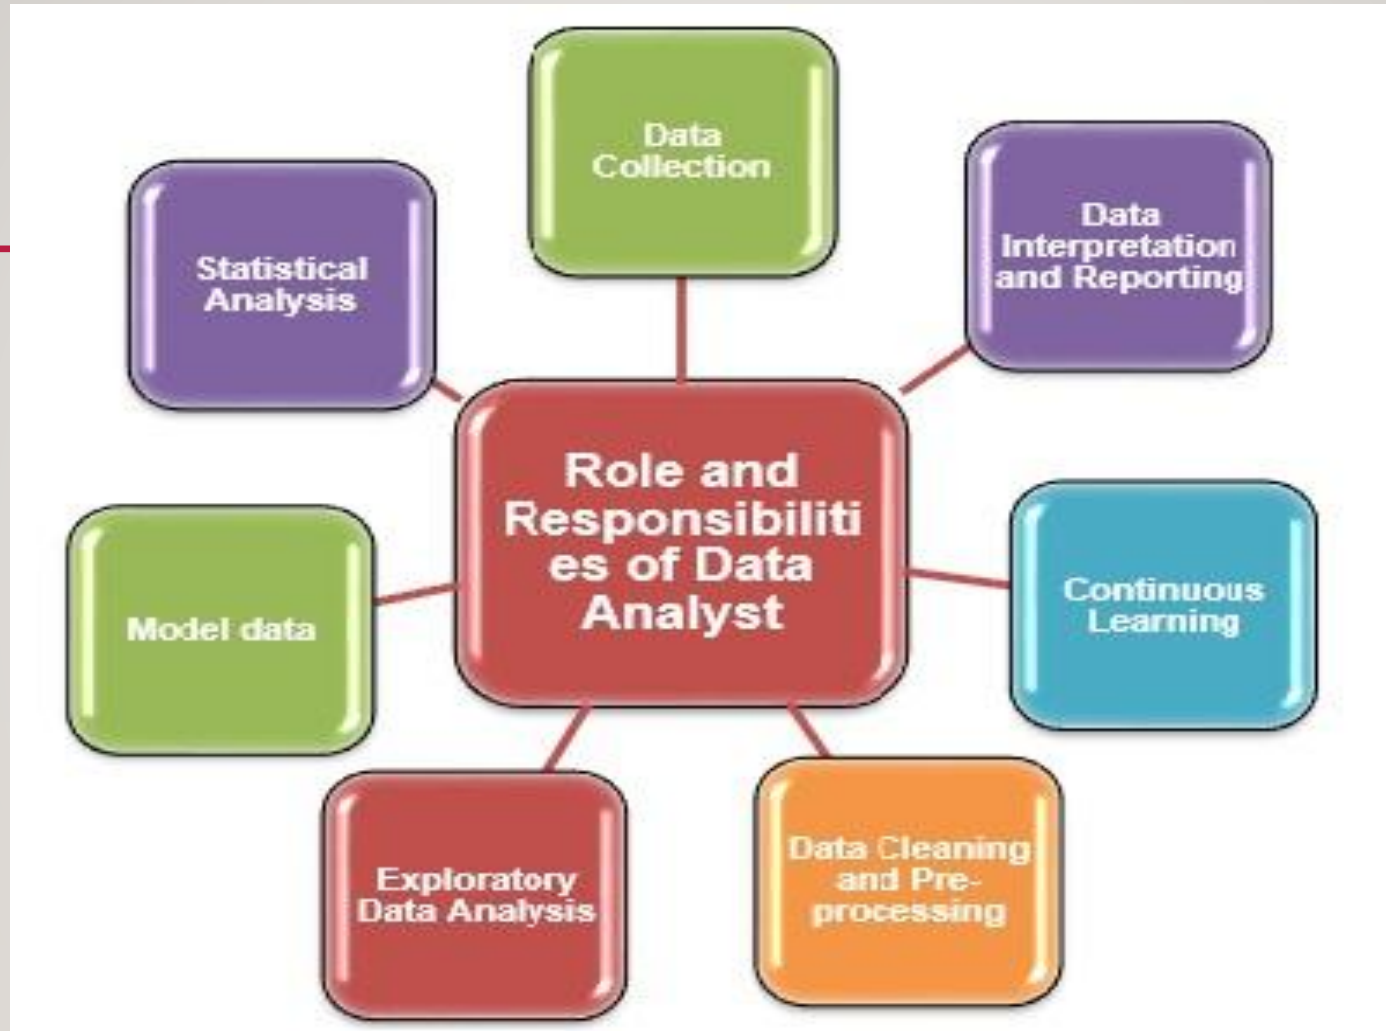 Data
Collection
Data
Interpretation
and Reporting
Statistical
Analysis
Role and
Responsibiliti
es of Data
Analyst
Continuous
Learning
Model data
Data Cleaning
and Pre-
processing
Exploratory
Data Analysis